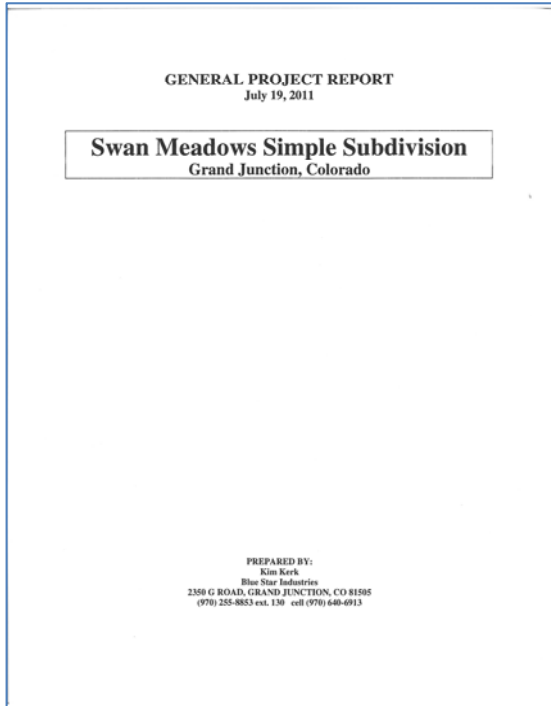 GENERAL PROJECT REPORT
July 19, 2011
Swan Meadows Simple Subdivision
Grand Junction, Colorado
PREPARED BY:
Kim Kerk
Blue Star Industries
2350 G ROAD, GRAND JUNCTION, CO 81505
(970) 255-8853 ext. 130 cell (970) 640-6913